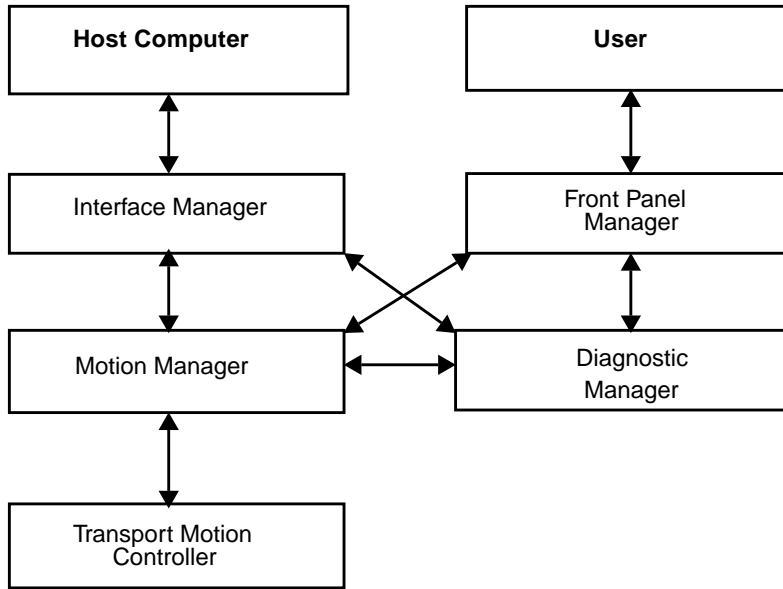 Host Computer
User
Interface Manager
Front Panel
Manager
Motion Manager
Diagnostic
Manager
Transport Motion
Controller